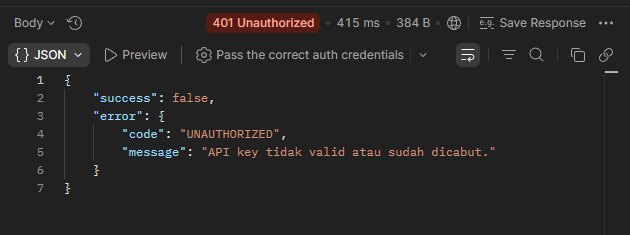 Body 401 Unauthorized • 415 ms • 384 B e.g. Save Response
{} JSON Preview Pass the correct auth credentials
1 {
2 "success": false,
3 "error": {
4 "code": "UNAUTHORIZED",
5 "message": "API key tidak valid atau sudah dicabut."
6 }
7 }